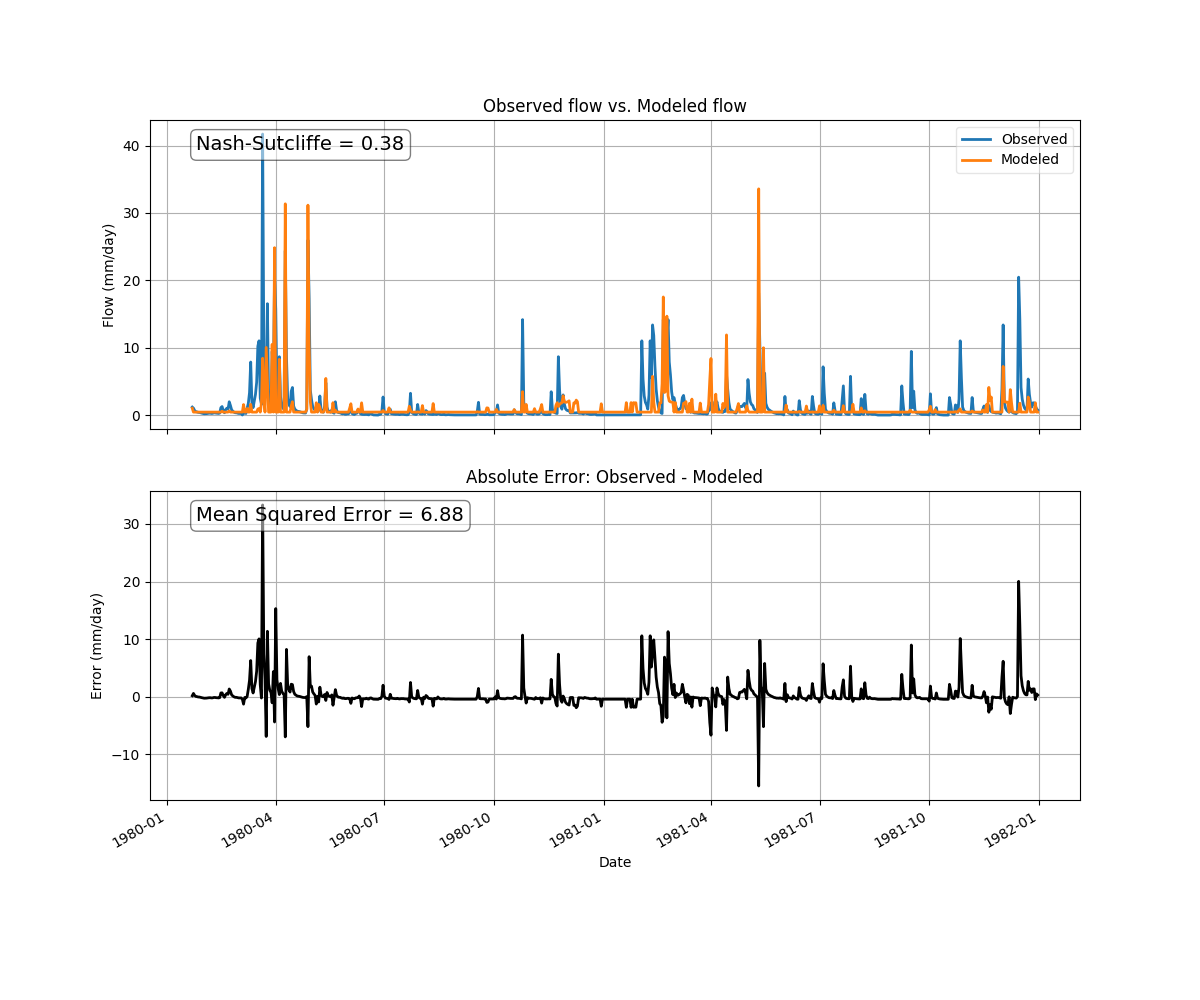 Observed flow vs. Modeled flow
Nash-Sutcliffe = 0.38
Observed
Modeled
40
30
20
10
0
Flow (mm/day)
Absolute Error: Observed - Modeled
Mean Squared Error = 6.88
30
20
10
0
−10
Error (mm/day)
1980-01
1980-04
1980-07
1980-10
1981-01
1981-04
1981-07
1981-10
1982-01
Date